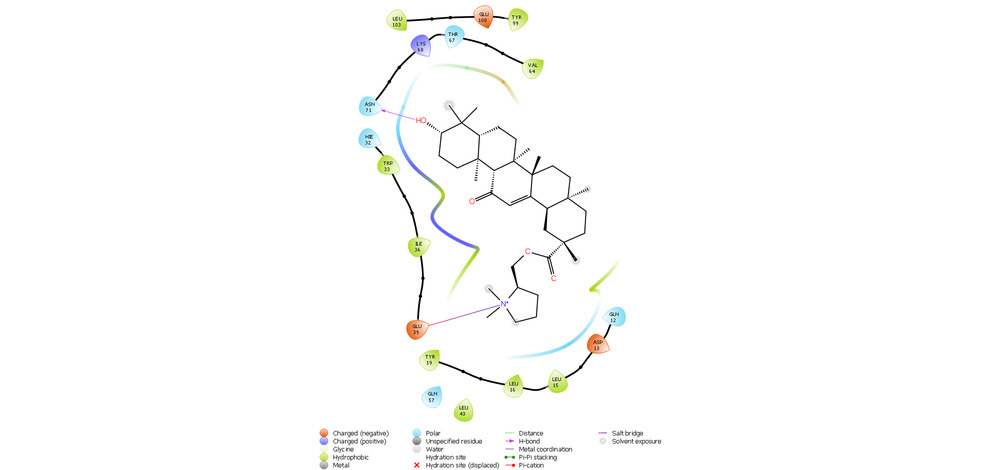 LEU
103
GLU
100
TYR
99
LYS
68
THR
67
VAL
64
ASN
71
HO
HIE
32
TRP
33
O
ILE
36
O
O
N+
GLU
39
GLN
12
ASP
13
TYR
19
LEU
16
LEU
15
GLN
57
LEU
43
Charged (negative)
Charged (positive)
Glycine
Hydrophobic
Metal
Polar
Unspecified residue
Water
Hydration site
Hydration site (displaced)
Distance
H-bond
Metal coordination
Pi-Pi stacking
Pi-cation
Salt bridge
Solvent exposure